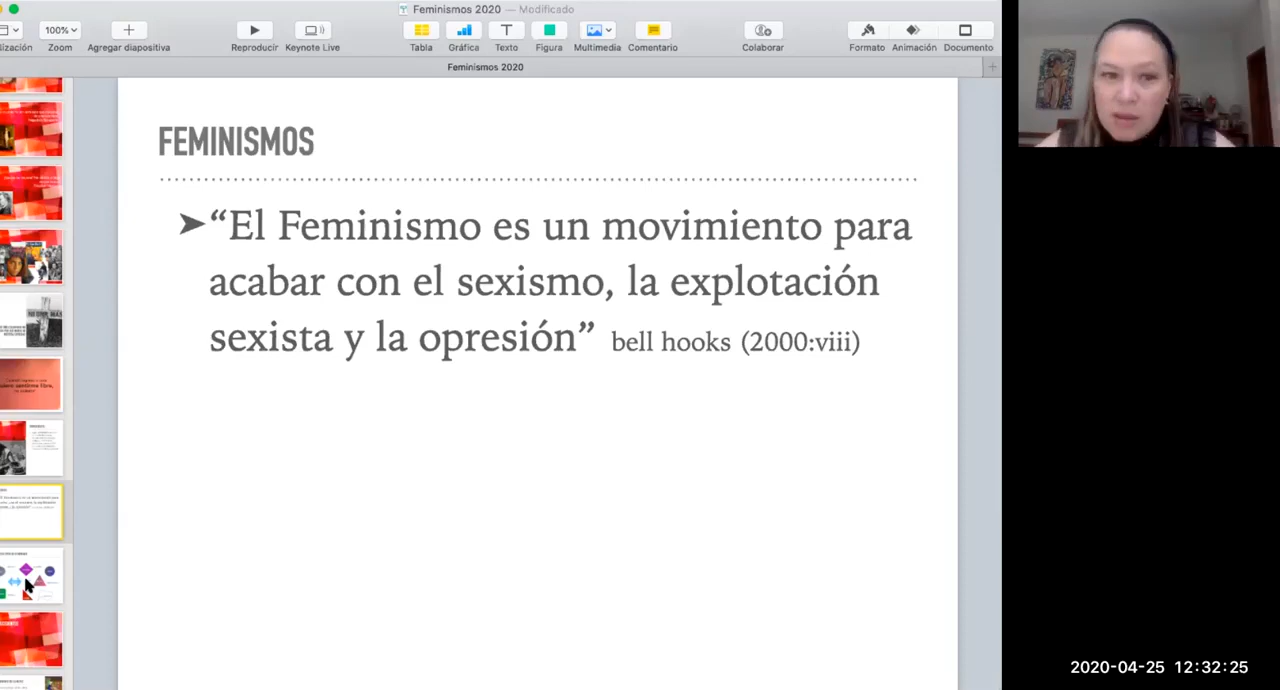 Feminismos 2020 — Modificado
100%
Zoom
Agregar diapositiva
Reproducir
Keynote Live
Tabla
Gráfica
Texto
Figura
Multimedia
Comentario
Colaborar
Formato
Animación
Documento
Feminismos 2020
FEMINISMOS
➤“El Feminismo es un movimiento para
acabar con el sexismo, la explotación
sexista y la opresión” bell hooks (2000:viii)
2020-04-25 12:32:25